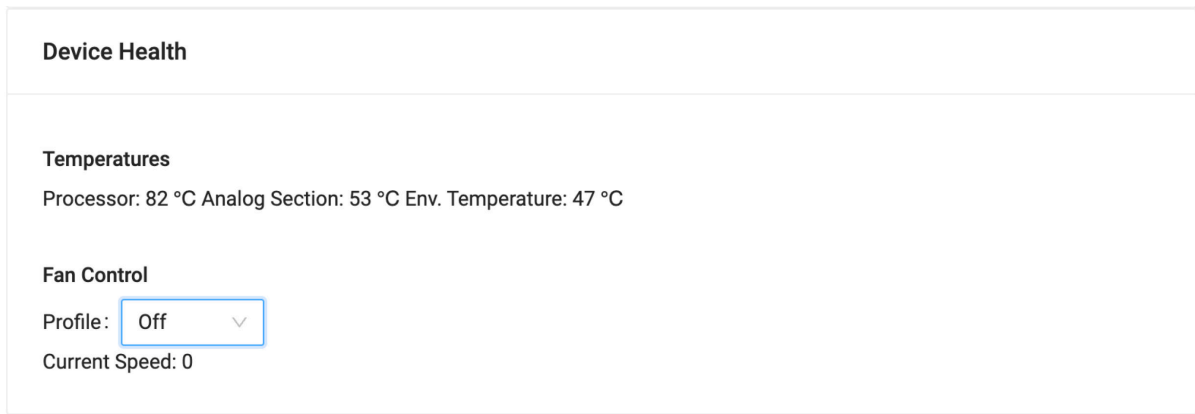 Device Health
Temperatures
Processor: 82 °C Analog Section: 53 °C Env. Temperature: 47 °C
Fan Control
Profile: Off
Current Speed: 0